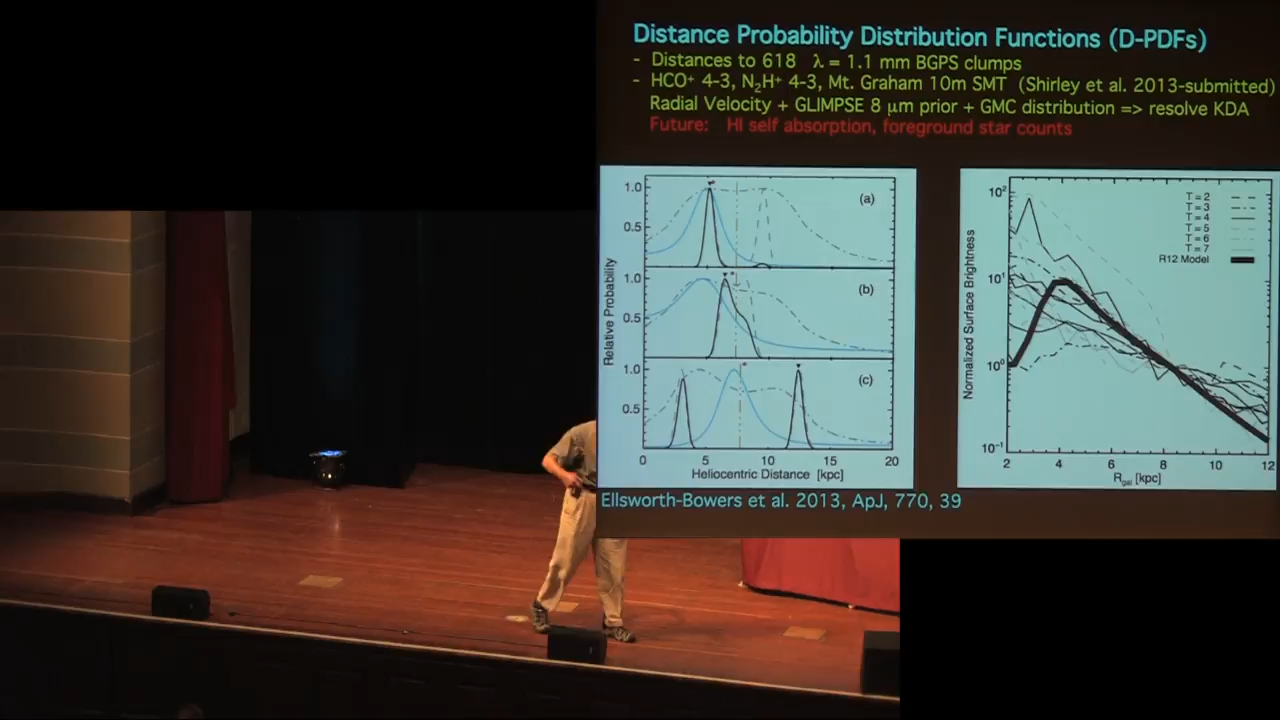 Distance Probability Distribution Functions (D-PDFs)
- Distances to 618 λ = 1.1 mm BGPS clumps
- HCO⁺ 4-3, N₂H⁺ 4-3, Mt. Graham 10m SMT (Shirley et al. 2013-submitted)
Radial Velocity + GLIMPSE 8 μm prior + GMC distribution => resolve KDA
Future: HI self absorption, foreground star counts
Relative Probability
1.0
0.5
(a)
1.0
0.5
(b)
1.0
0.5
(c)
0 5 10 15 20
Heliocentric Distance [kpc]
Normalized Surface Brightness
10²
10¹
10⁰
10⁻¹
T = 2
T = 3
T = 4
T = 5
T = 6
T = 7
R12 Model
2 4 6 8 10 12
R_gal [kpc]
Ellsworth-Bowers et al. 2013, ApJ, 770, 39